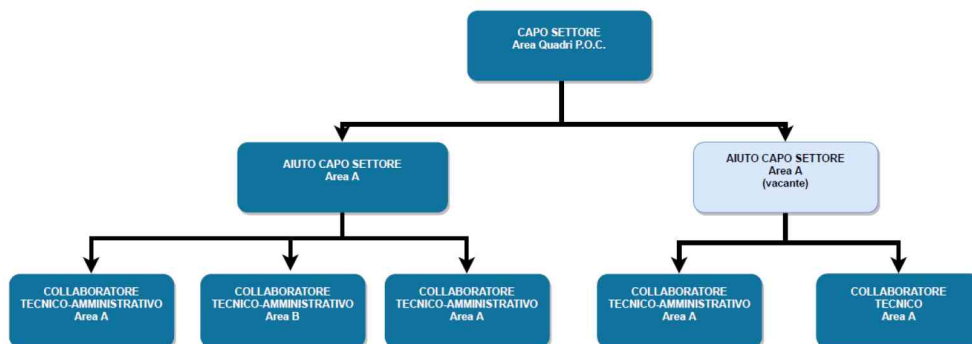 CAPO SETTORE
Area Quadri P.O.C.
AIUTO CAPO SETTORE
Area A
AIUTO CAPO SETTORE
Area A
(vacante)
COLLABORATORE
TECNICO-AMMINISTRATIVO
Area A
COLLABORATORE
TECNICO-AMMINISTRATIVO
Area B
COLLABORATORE
TECNICO-AMMINISTRATIVO
Area A
COLLABORATORE
TECNICO-AMMINISTRATIVO
Area A
COLLABORATORE
TECNICO
Area A